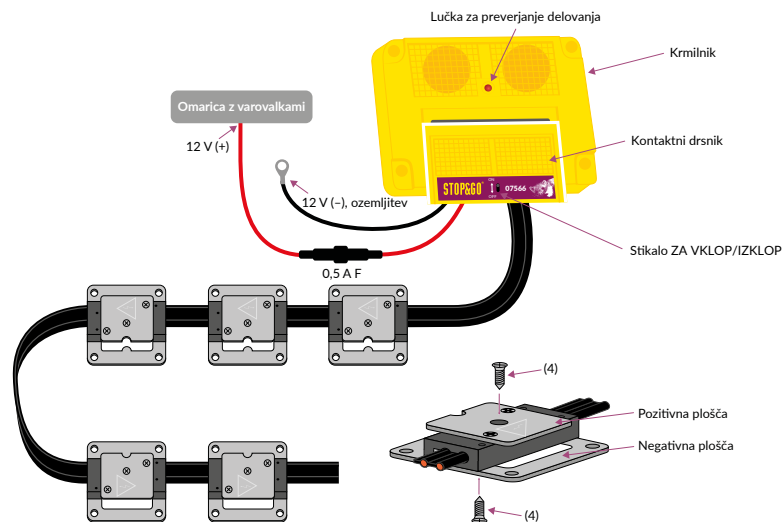 Lučka za preverjanje delovanja
Krmilnik
Omarica z varovalkami
12 V (+)
Kontaktni drsnik
STOP&GO®
ON
OFF
07566
12 V (–), ozemljitev
Stikalo ZA VKLOP/IZKLOP
0,5 A F
(4)
Pozitivna plošča
Negativna plošča
(4)